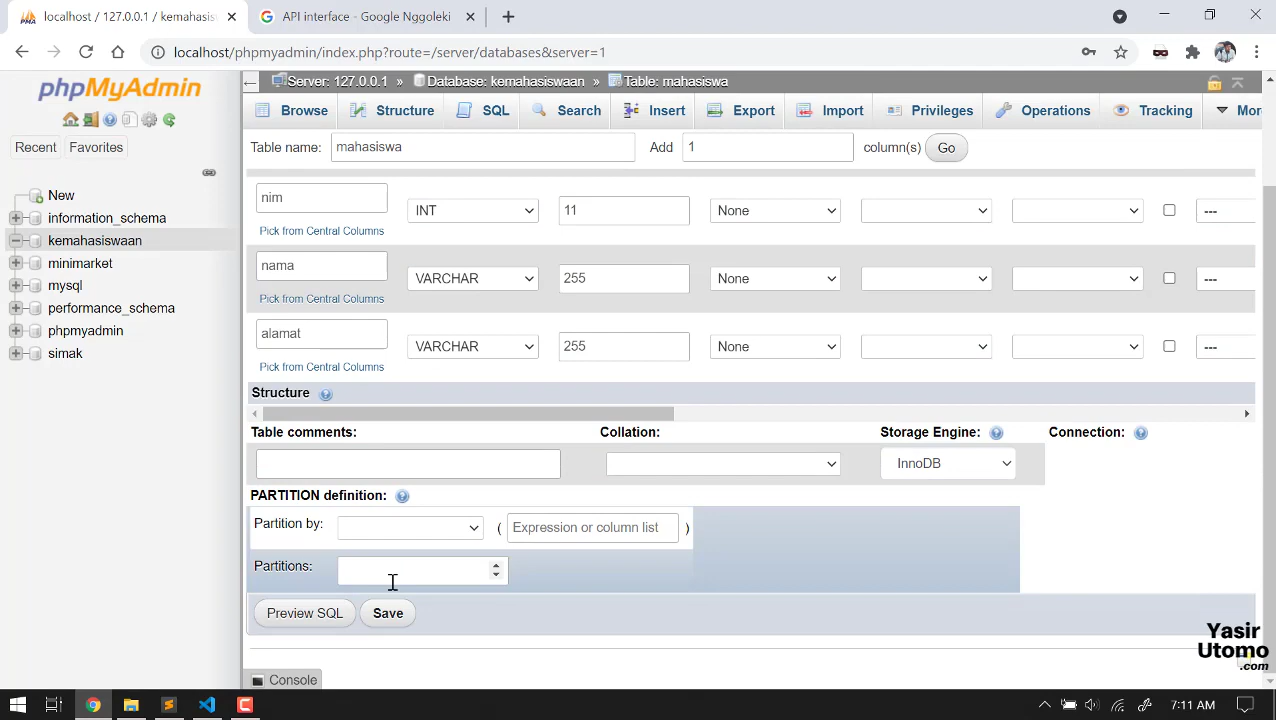 localhost / 127.0.0.1 / kemahasis
API interface - Google Nggoleki
localhost/phpmyadmin/index.php?route=/server/databases&server=1
phpMyAdmin
Recent
Favorites
New
information_schema
kemahasiswaan
minimarket
mysql
performance_schema
phpmyadmin
simak
Server: 127.0.0.1 » Database: kemahasiswaan » Table: mahasiswa
Browse Structure SQL Search Insert Export Import Privileges Operations Tracking Mor
Table name: mahasiswa Add 1 column(s) Go
nim INT 11 None ---
Pick from Central Columns
nama VARCHAR 255 None ---
Pick from Central Columns
alamat VARCHAR 255 None ---
Pick from Central Columns
Structure
Table comments: Collation: Storage Engine: Connection:
InnoDB
PARTITION definition:
Partition by: ( Expression or column list )
Partitions:
Preview SQL Save
Console
Yasir
Utomo
.com
7:11 AM